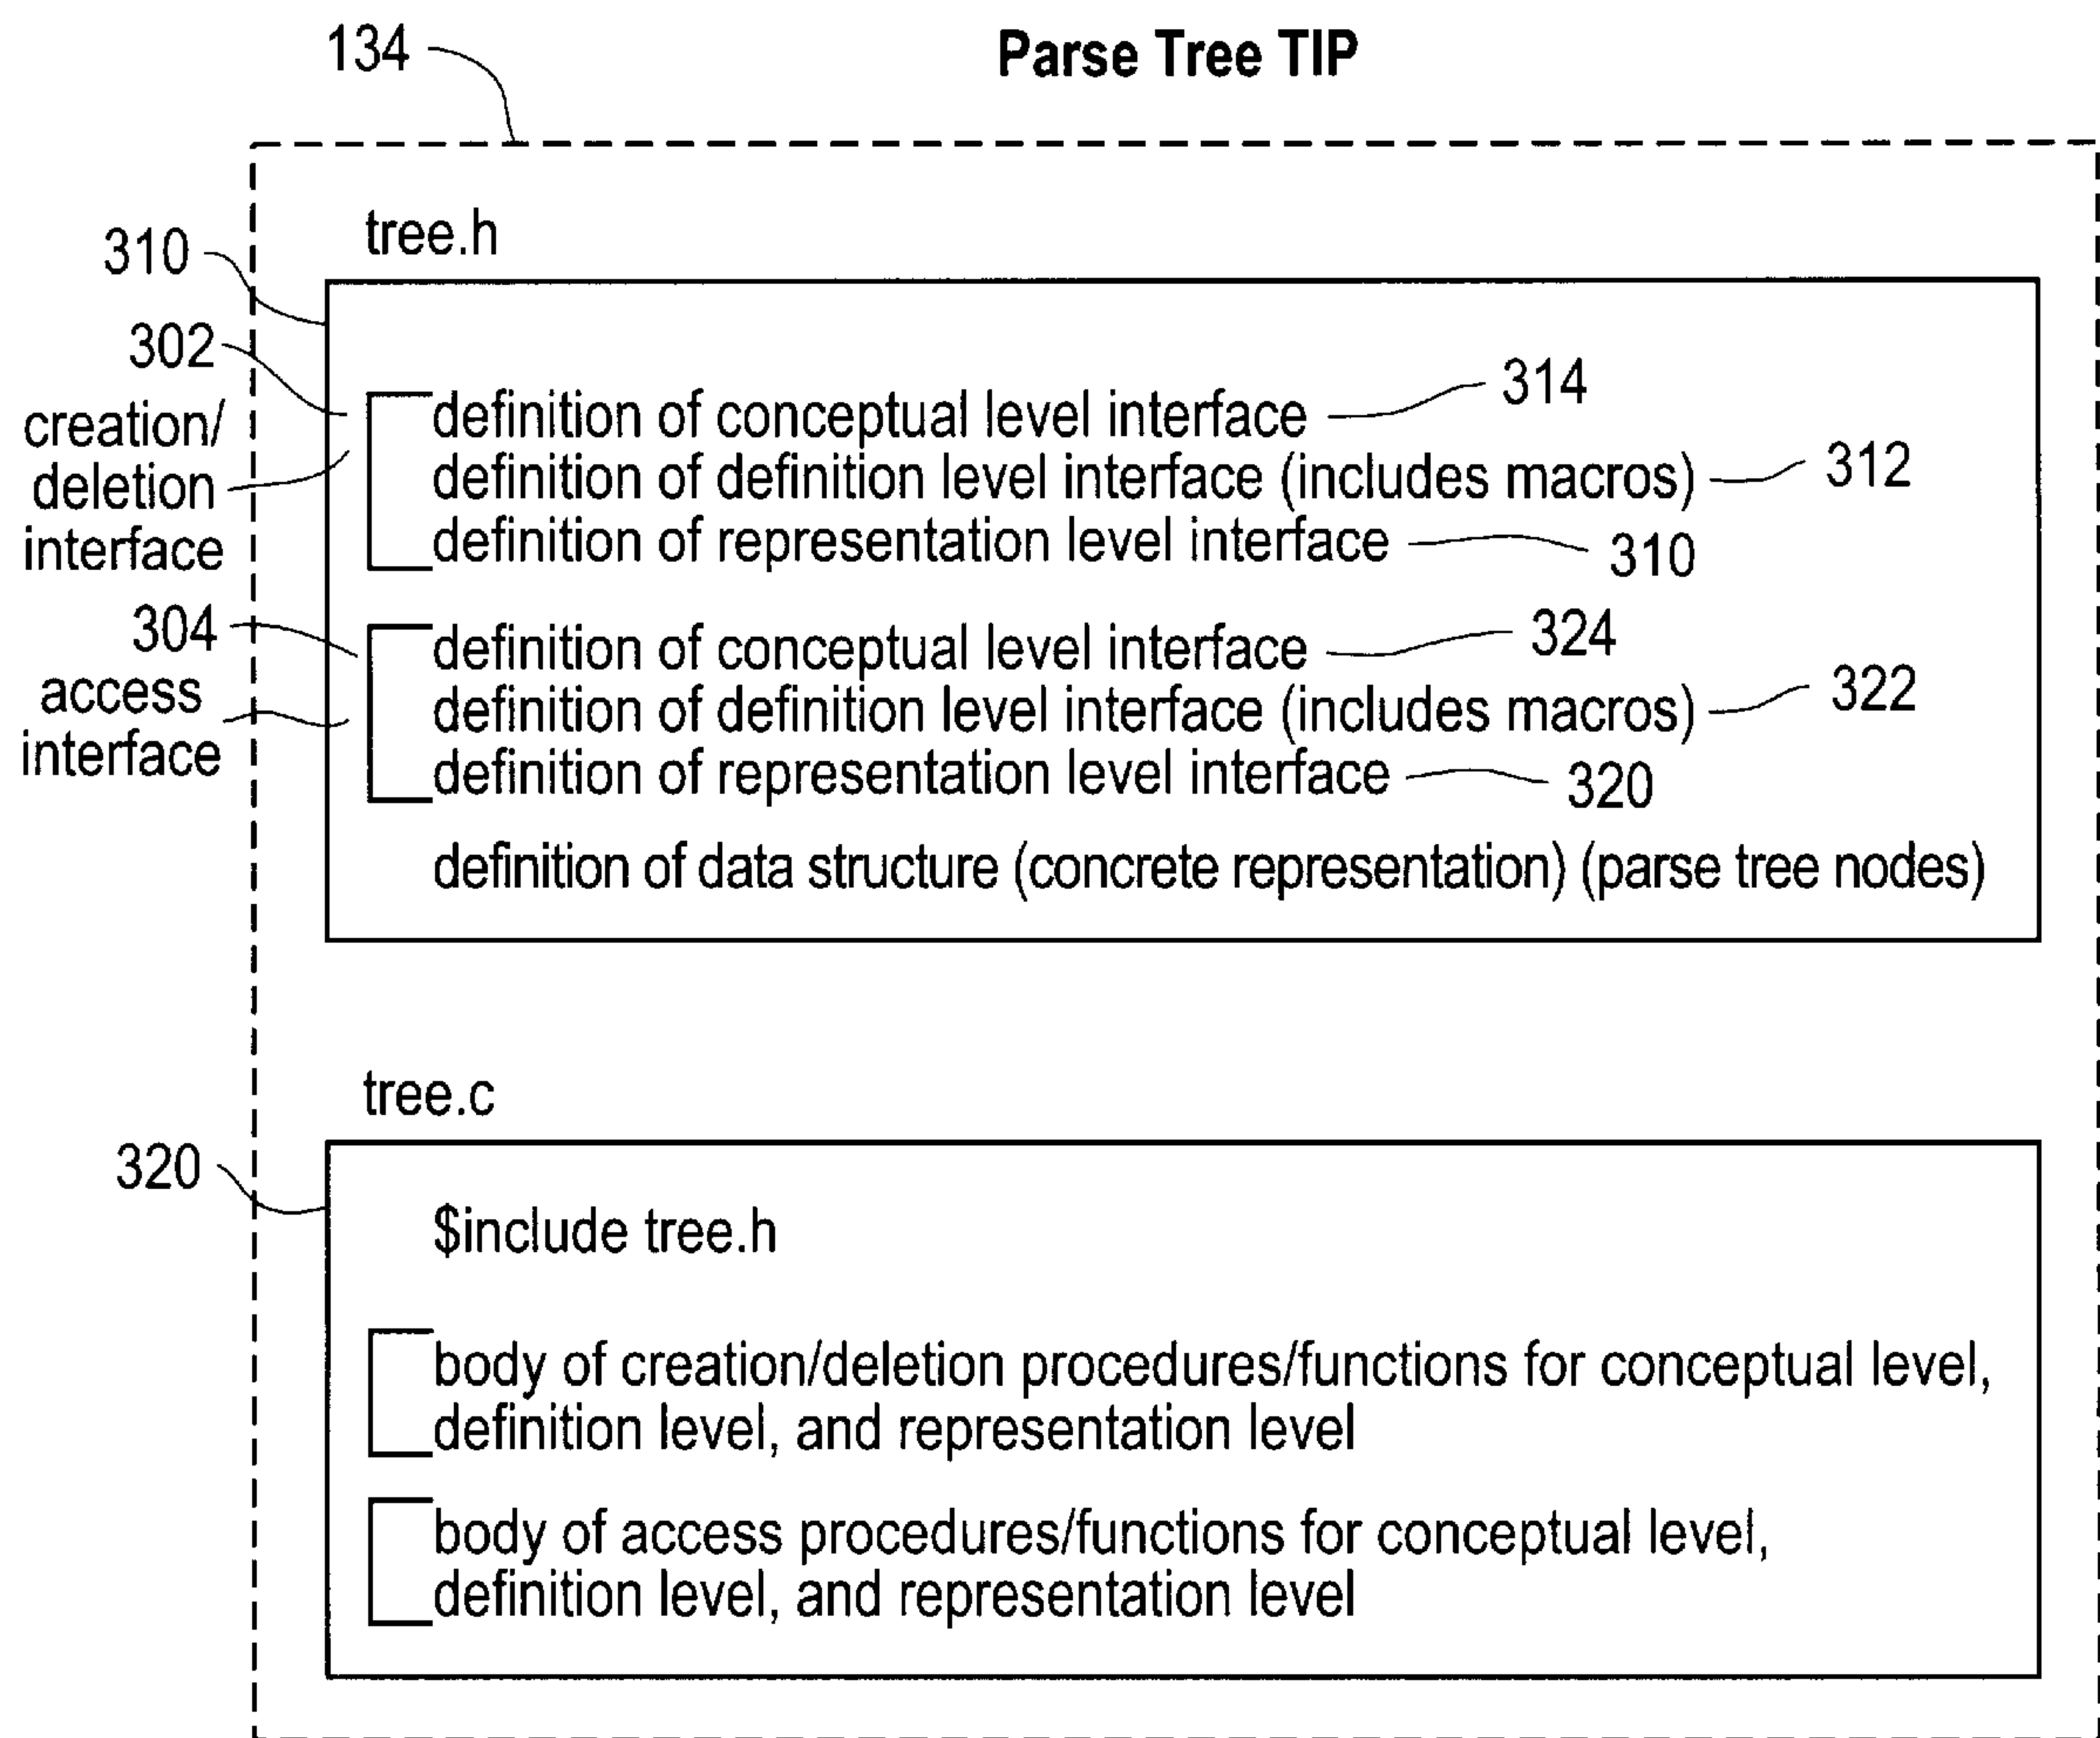 134
Parse Tree TIP
tree.h
310
302
creation/
deletion
interface
definition of conceptual level interface 314
definition of definition level interface (includes macros) 312
definition of representation level interface 310
304
access
interface
definition of conceptual level interface 324
definition of definition level interface (includes macros) 322
definition of representation level interface 320
definition of data structure (concrete representation) (parse tree nodes)
tree.c
320
$include tree.h
body of creation/deletion procedures/functions for conceptual level,
definition level, and representation level
body of access procedures/functions for conceptual level,
definition level, and representation level